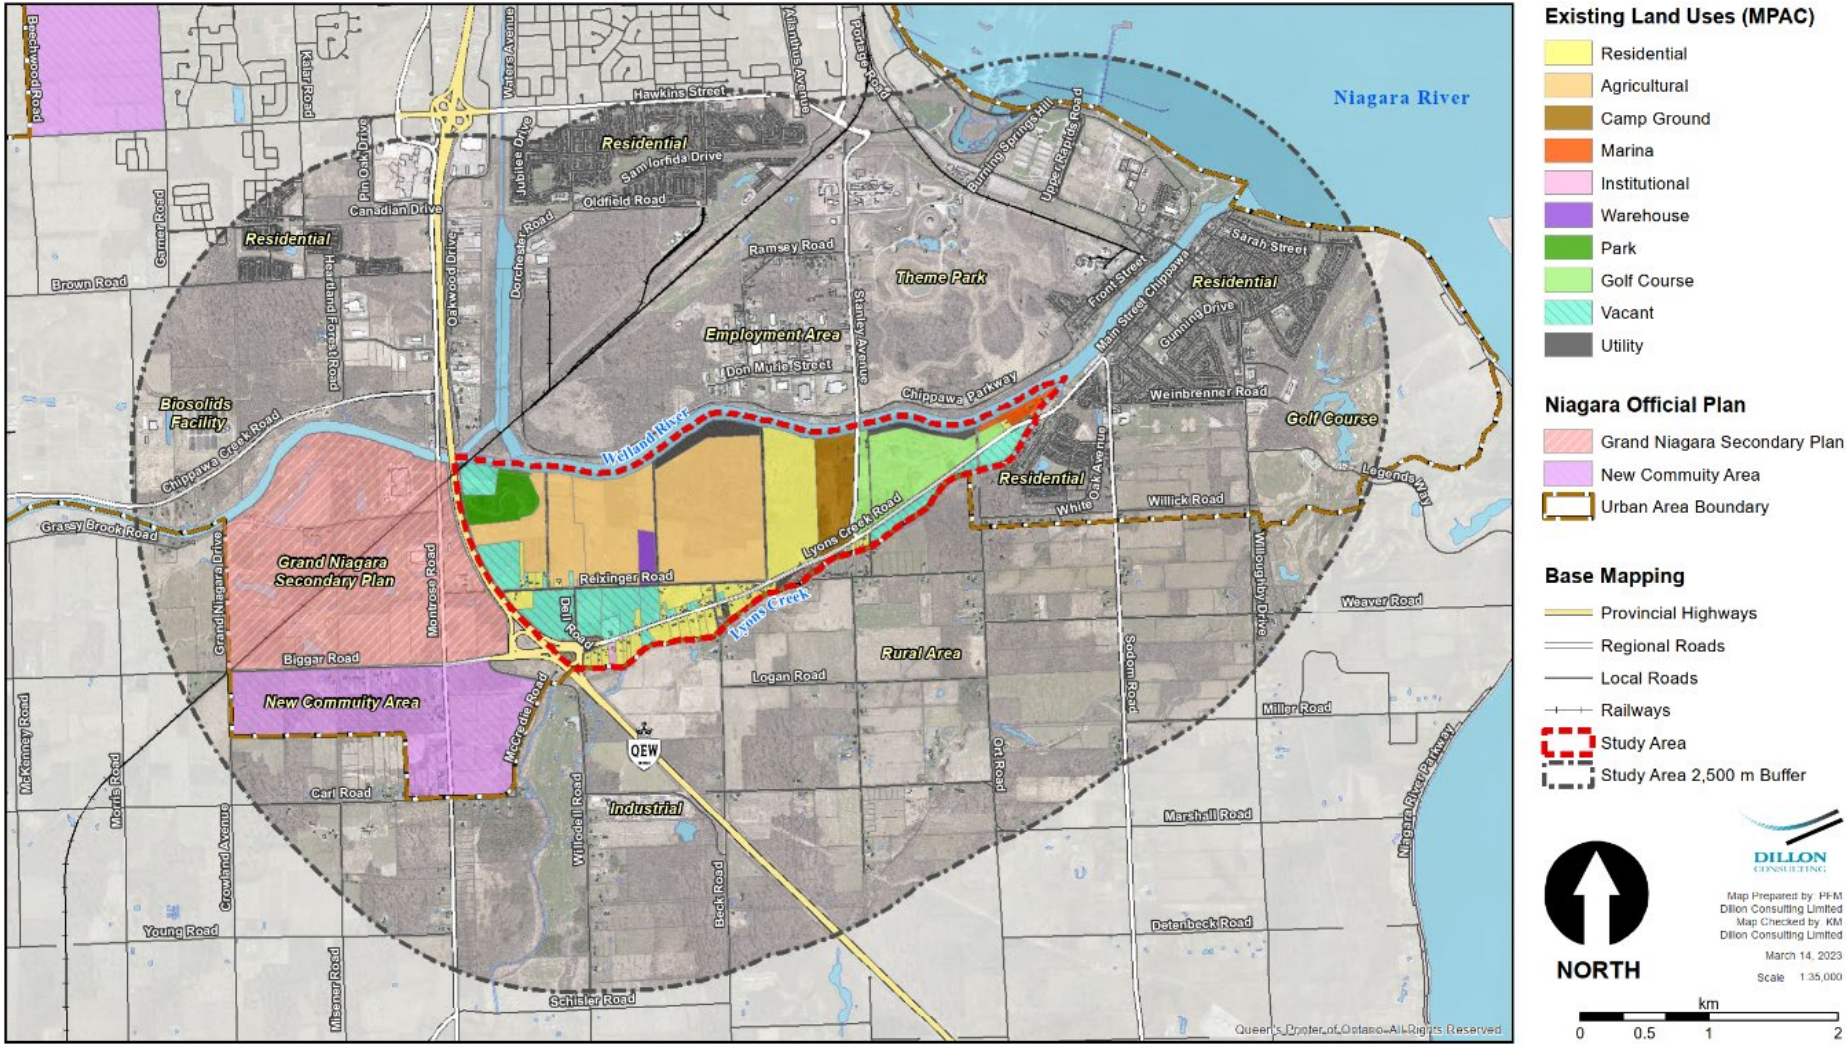 Beechwood Road
Kalar Road
Waters Avenue
Ailanthus Avenue
Portage Road
Hawkins Street
Niagara River
Pin Oak Drive
Jubilee Drive
Residential
Sam Iorfida Drive
Burning Springs Hill
Upper Rapids Road
Garner Road
Canadian Drive
Oldfield Road
Residential
Oakwood Drive
Dorchester Road
Ramsey Road
Sarah Street
Brown Road
Heartland Forest Road
Theme Park
Front Street
Main Street Chippawa
Residential
Gunning Drive
Stanley Avenue
Employment Area
Don Murie Street
Chippawa Parkway
Weinbrenner Road
Biosolids
Facility
Chippawa Creek Road
Welland River
Golf Course
Oak Avenue
Residential
White
Willick Road
Legends Way
Grassy Brook Road
Lyons Creek Road
Grand Niagara Drive
Grand Niagara
Secondary Plan
Montrose Road
Reixinger Road
Dell Road
Lyons Creek
Willoughby Drive
Weaver Road
Biggar Road
Rural Area
Sodom Road
Logan Road
New Commuity Area
McCredie Road
Miller Road
McKenney Road
Morris Road
QEW
Ort Road
Niagara River Parkway
Carl Road
Industrial
Willodell Road
Marshall Road
Crowland Avenue
Beck Road
Young Road
Detenbeck Road
Misener Road
Schisler Road
Queen's Printer of Ontario-All Rights Reserved
Existing Land Uses (MPAC)
Residential
Agricultural
Camp Ground
Marina
Institutional
Warehouse
Park
Golf Course
Vacant
Utility
Niagara Official Plan
Grand Niagara Secondary Plan
New Commuity Area
Urban Area Boundary
Base Mapping
Provincial Highways
Regional Roads
Local Roads
Railways
Study Area
Study Area 2,500 m Buffer
DILLON
CONSULTING
NORTH
Map Prepared by: PFM
Dillon Consulting Limited
Map Checked by: KM
Dillon Consulting Limited
March 14, 2023
Scale 1:35,000
km
0 0.5 1 2